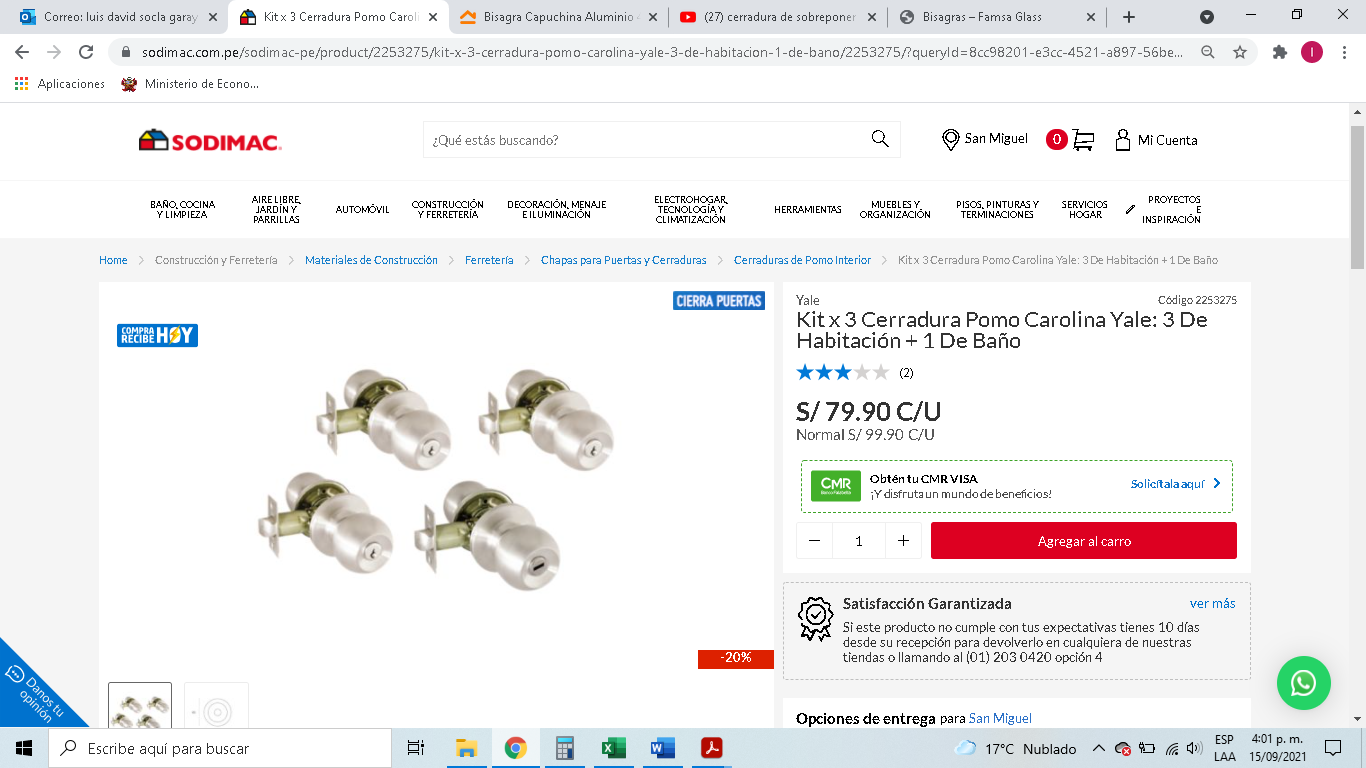 Correo: luis david socla garay
Kit x 3 Cerradura Pomo Caroli
Bisagra Capuchina Aluminio
(27) cerradura de sobreponer
Bisagras – Famsa Glass
sodimac.com.pe/sodimac-pe/product/2253275/kit-x-3-cerradura-pomo-carolina-yale-3-de-habitacion-1-de-bano/2253275/?queryId=8cc98201-e3cc-4521-a897-56be...
I
Aplicaciones
Ministerio de Econo...
SODIMAC
¿Qué estás buscando?
San Miguel
0
Mi Cuenta
BAÑO, COCINA
Y LIMPIEZA
AIRE LIBRE,
JARDÍN Y
PARRILLAS
AUTOMÓVIL
CONSTRUCCIÓN
Y FERRETERÍA
DECORACIÓN, MENAJE
E ILUMINACIÓN
ELECTROHOGAR,
TECNOLOGÍA Y
CLIMATIZACIÓN
HERRAMIENTAS
MUEBLES Y
ORGANIZACIÓN
PISOS, PINTURAS Y
TERMINACIONES
SERVICIOS
HOGAR
PROYECTOS
E
INSPIRACIÓN
Home > Construcción y Ferretería > Materiales de Construcción > Ferretería > Chapas para Puertas y Cerraduras > Cerraduras de Pomo Interior > Kit x 3 Cerradura Pomo Carolina Yale: 3 De Habitación + 1 De Baño
CIERRA PUERTAS
COMPRA
RECIBE HOY
-20%
Yale
Código 2253275
Kit x 3 Cerradura Pomo Carolina Yale: 3 De
Habitación + 1 De Baño
(2)
S/ 79.90 C/U
Normal S/ 99.90 C/U
CMR
Banco Falabella
Obtén tu CMR VISA
¡Y disfruta un mundo de beneficios!
Solicítala aquí
1
Agregar al carro
Satisfacción Garantizada
ver más
Si este producto no cumple con tus expectativas tienes 10 días
desde su recepción para devolverlo en cualquiera de nuestras
tiendas o llamando al (01) 203 0420 opción 4
Opciones de entrega para San Miguel
Danos tu
opinión
Escribe aquí para buscar
17°C Nublado
ESP
LAA
4:01 p. m.
15/09/2021